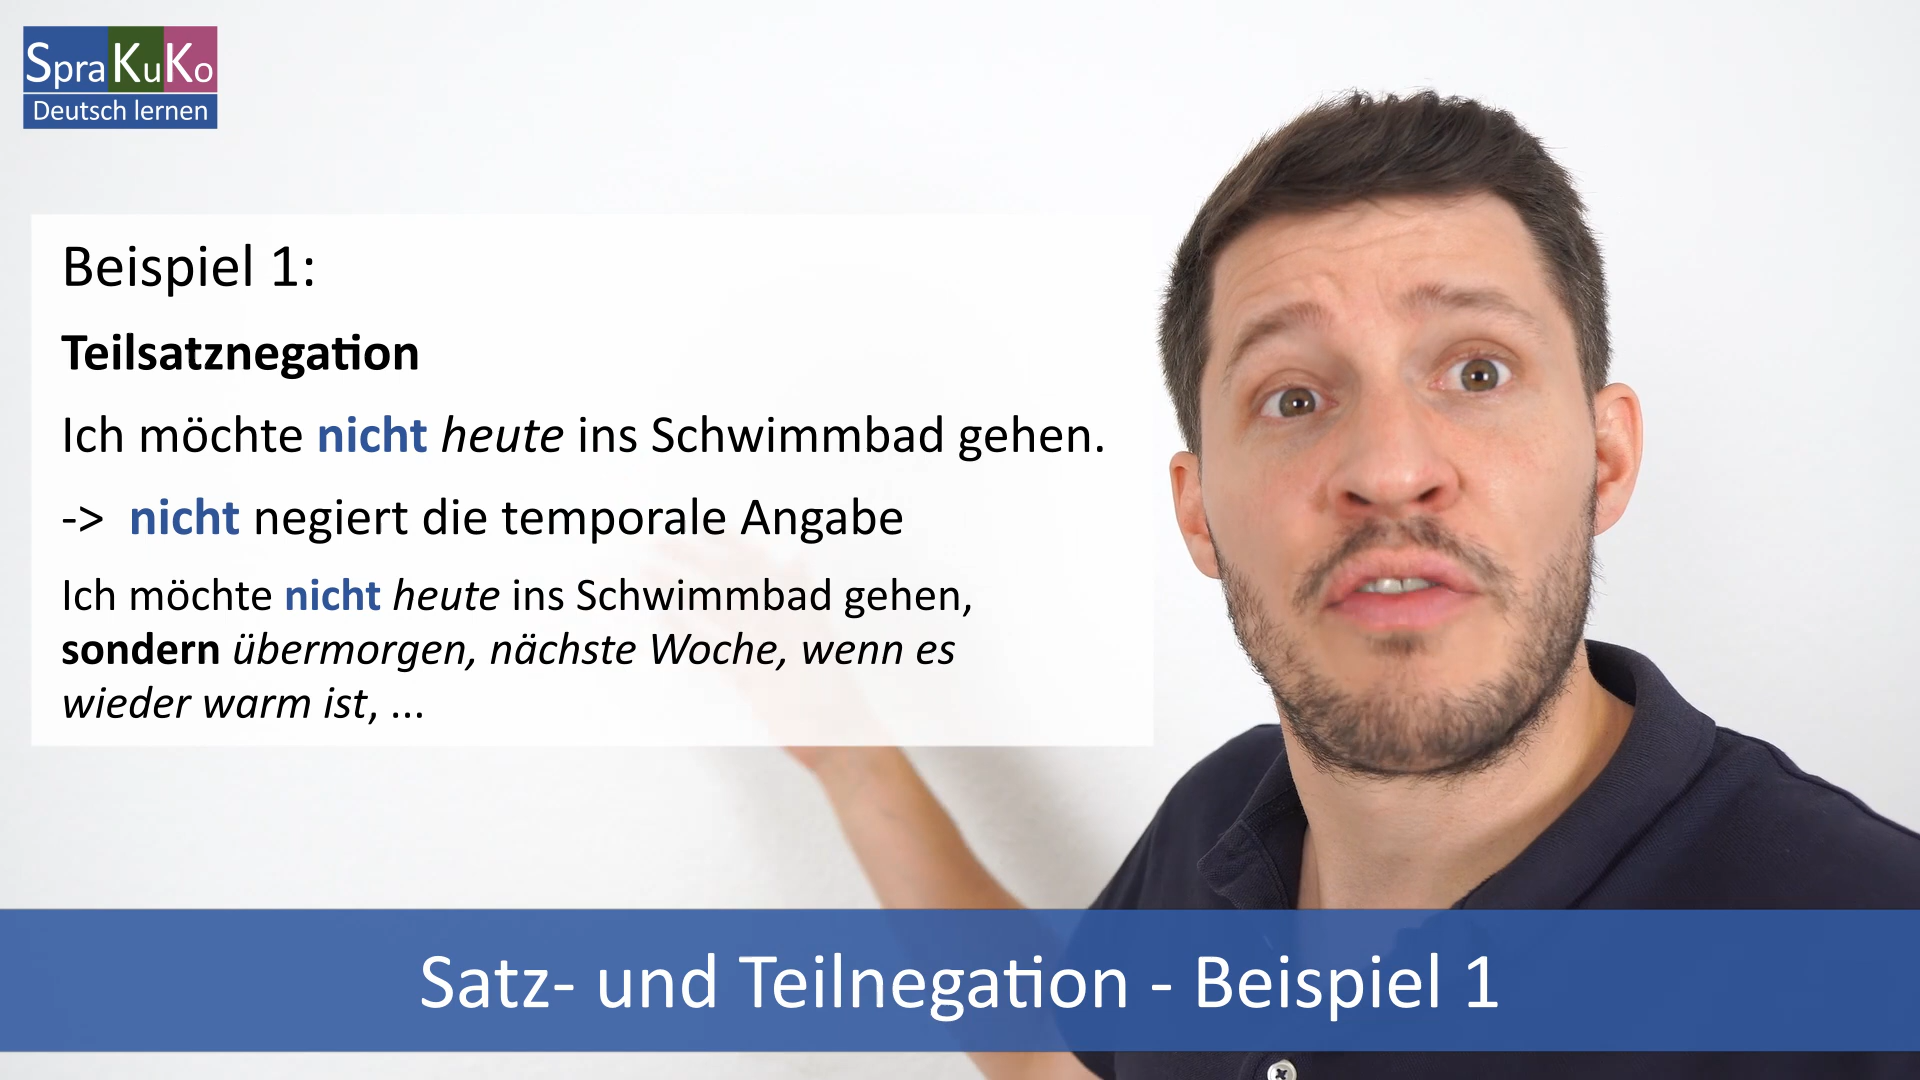 SpraKuKo
Deutsch lernen
Beispiel 1:
Teilsatznegation
Ich möchte nicht heute ins Schwimmbad gehen.
-> nicht negiert die temporale Angabe
Ich möchte nicht heute ins Schwimmbad gehen,
sondern übermorgen, nächste Woche, wenn es
wieder warm ist, ...
Satz- und Teilnegation - Beispiel 1